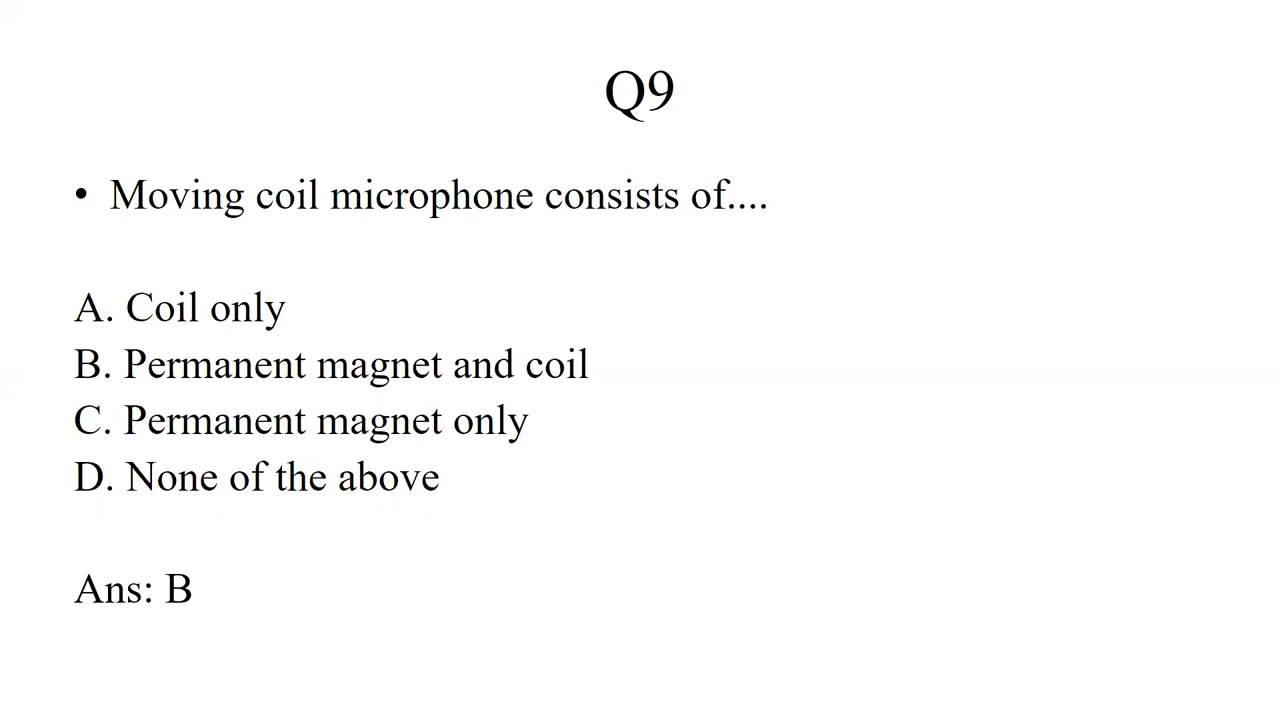 Q9
• Moving coil microphone consists of....
A. Coil only
B. Permanent magnet and coil
C. Permanent magnet only
D. None of the above
Ans: B